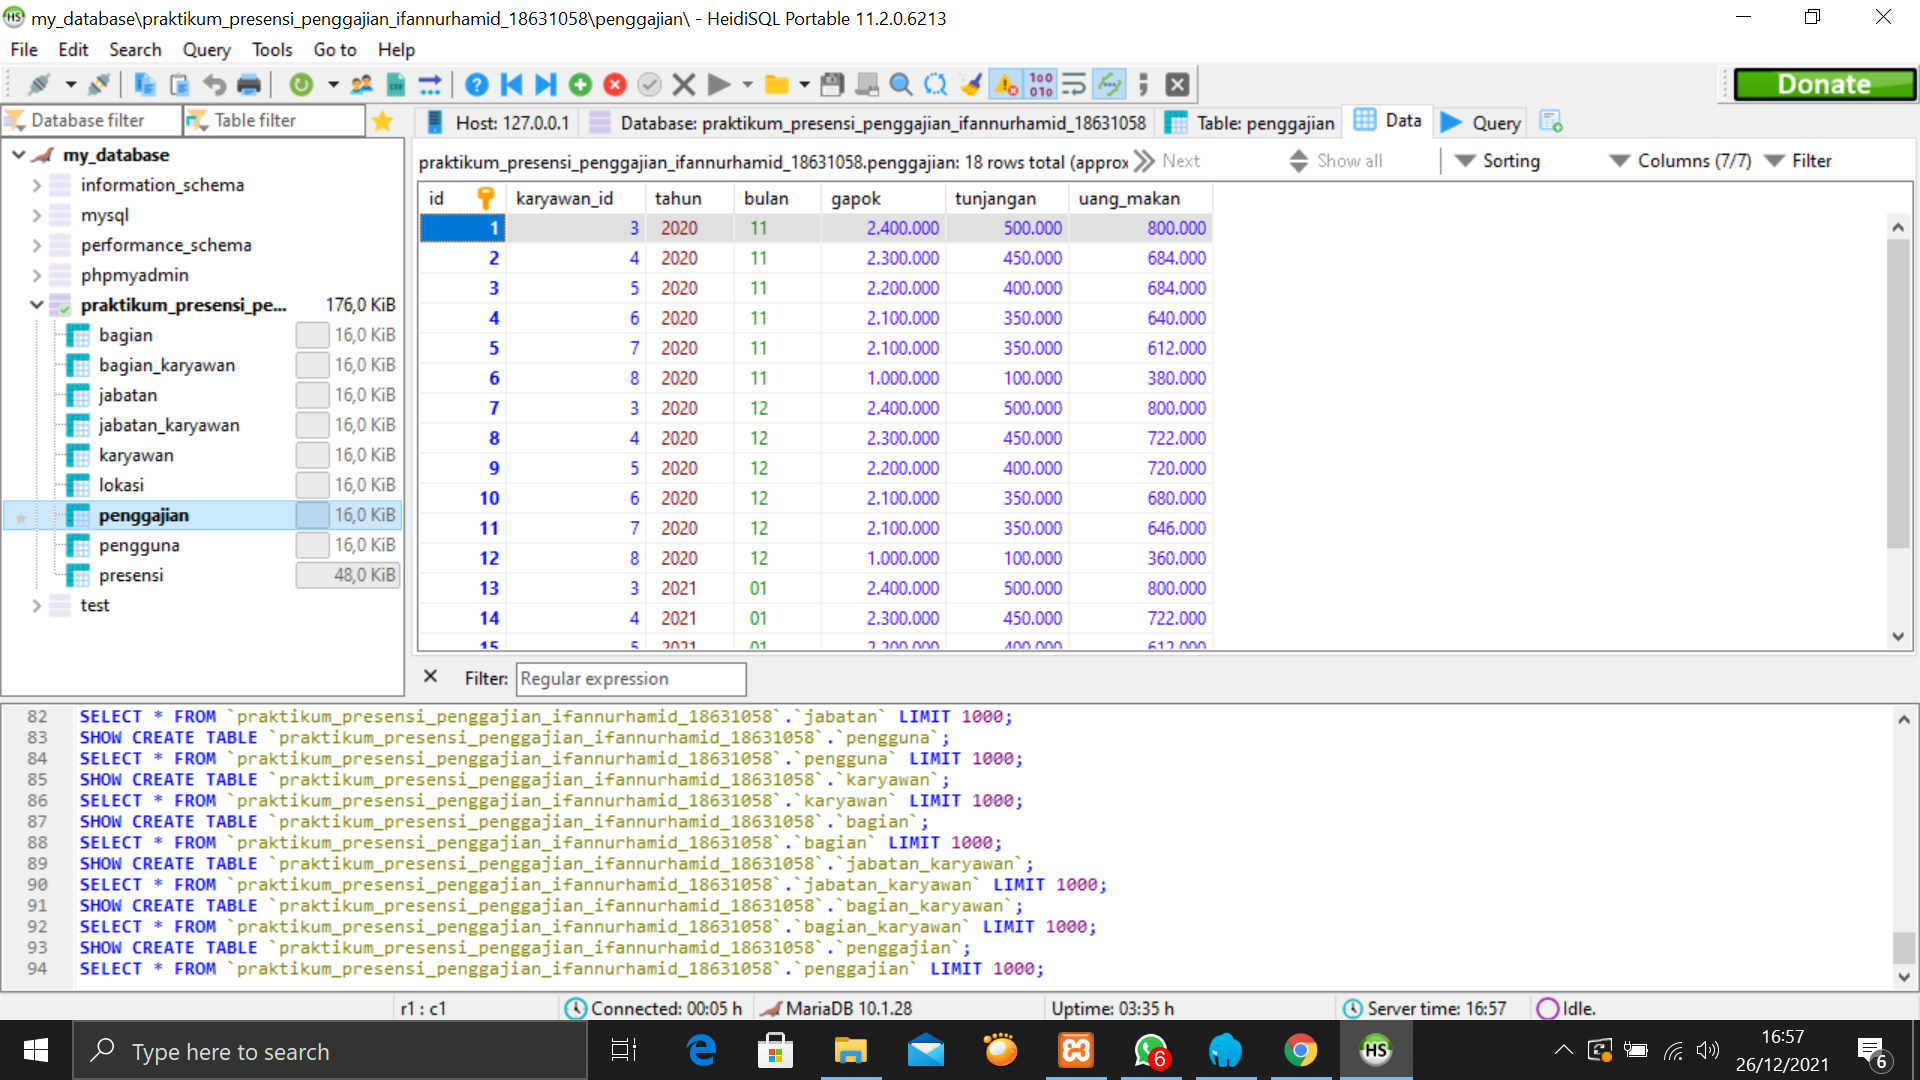 my_database\praktikum_presensi_penggajian_ifannurhamid_18631058\penggajian\ - HeidiSQL Portable 11.2.0.6213
File Edit Search Query Tools Go to Help
Donate
Database filter Table filter
Host: 127.0.0.1 Database: praktikum_presensi_penggajian_ifannurhamid_18631058 Table: penggajian Data Query
praktikum_presensi_penggajian_ifannurhamid_18631058.penggajian: 18 rows total (approx Next Show all Sorting Columns (7/7) Filter
my_database
information_schema
mysql
performance_schema
phpmyadmin
praktikum_presensi_pe... 176,0 KiB
bagian 16,0 KiB
bagian_karyawan 16,0 KiB
jabatan 16,0 KiB
jabatan_karyawan 16,0 KiB
karyawan 16,0 KiB
lokasi 16,0 KiB
penggajian 16,0 KiB
pengguna 16,0 KiB
presensi 48,0 KiB
test
id karyawan_id tahun bulan gapok tunjangan uang_makan
1 3 2020 11 2.400.000 500.000 800.000
2 4 2020 11 2.300.000 450.000 684.000
3 5 2020 11 2.200.000 400.000 684.000
4 6 2020 11 2.100.000 350.000 640.000
5 7 2020 11 2.100.000 350.000 612.000
6 8 2020 11 1.000.000 100.000 380.000
7 3 2020 12 2.400.000 500.000 800.000
8 4 2020 12 2.300.000 450.000 722.000
9 5 2020 12 2.200.000 400.000 720.000
10 6 2020 12 2.100.000 350.000 680.000
11 7 2020 12 2.100.000 350.000 646.000
12 8 2020 12 1.000.000 100.000 360.000
13 3 2021 01 2.400.000 500.000 800.000
14 4 2021 01 2.300.000 450.000 722.000
15 5 2021 01 2.200.000 400.000 612.000
Filter: Regular expression
82 SELECT * FROM `praktikum_presensi_penggajian_ifannurhamid_18631058`.`jabatan` LIMIT 1000;
83 SHOW CREATE TABLE `praktikum_presensi_penggajian_ifannurhamid_18631058`.`pengguna`;
84 SELECT * FROM `praktikum_presensi_penggajian_ifannurhamid_18631058`.`pengguna` LIMIT 1000;
85 SHOW CREATE TABLE `praktikum_presensi_penggajian_ifannurhamid_18631058`.`karyawan`;
86 SELECT * FROM `praktikum_presensi_penggajian_ifannurhamid_18631058`.`karyawan` LIMIT 1000;
87 SHOW CREATE TABLE `praktikum_presensi_penggajian_ifannurhamid_18631058`.`bagian`;
88 SELECT * FROM `praktikum_presensi_penggajian_ifannurhamid_18631058`.`bagian` LIMIT 1000;
89 SHOW CREATE TABLE `praktikum_presensi_penggajian_ifannurhamid_18631058`.`jabatan_karyawan`;
90 SELECT * FROM `praktikum_presensi_penggajian_ifannurhamid_18631058`.`jabatan_karyawan` LIMIT 1000;
91 SHOW CREATE TABLE `praktikum_presensi_penggajian_ifannurhamid_18631058`.`bagian_karyawan`;
92 SELECT * FROM `praktikum_presensi_penggajian_ifannurhamid_18631058`.`bagian_karyawan` LIMIT 1000;
93 SHOW CREATE TABLE `praktikum_presensi_penggajian_ifannurhamid_18631058`.`penggajian`;
94 SELECT * FROM `praktikum_presensi_penggajian_ifannurhamid_18631058`.`penggajian` LIMIT 1000;
r1 : c1 Connected: 00:05 h MariaDB 10.1.28 Uptime: 03:35 h Server time: 16:57 Idle.
Type here to search
6
HS
16:57
26/12/2021
6